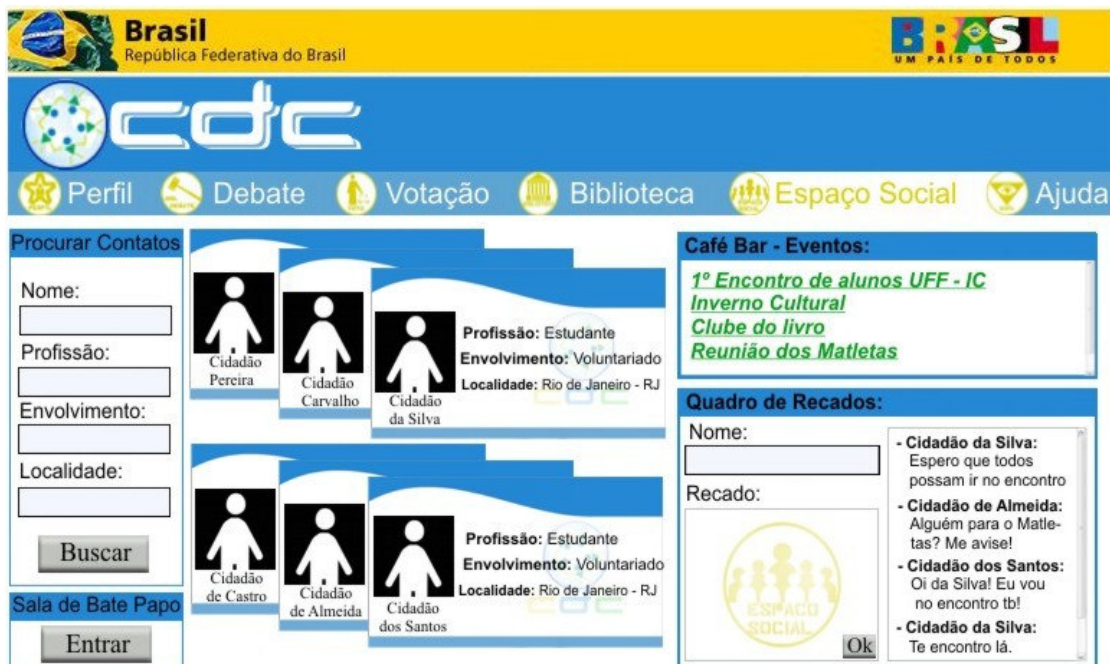 Brasil
República Federativa do Brasil
BRASIL
UM PAÍS DE TODOS
cdc
Perfil
Debate
Votação
Biblioteca
Espaço Social
Ajuda
Procurar Contatos
Nome:
Profissão:
Envolvimento:
Localidade:
Buscar
Sala de Bate Papo
Entrar
Cidadão
Pereira
Cidadão
Carvalho
Cidadão
da Silva
Profissão: Estudante
Envolvimento: Voluntariado
Localidade: Rio de Janeiro - RJ
Cidadão
de Castro
Cidadão
de Almeida
Cidadão
dos Santos
Profissão: Estudante
Envolvimento: Voluntariado
Localidade: Rio de Janeiro - RJ
Café Bar - Eventos:
1º Encontro de alunos UFF - IC
Inverno Cultural
Clube do livro
Reunião dos Matletas
Quadro de Recados:
Nome:
Recado:
ESPAÇO
SOCIAL
Ok
- Cidadão da Silva:
Espero que todos
possam ir no encontro
- Cidadão de Almeida:
Alguém para o Matle-
tas? Me avise!
- Cidadão dos Santos:
Oi da Silva! Eu vou
no encontro tb!
- Cidadão da Silva:
Te encontro lá.